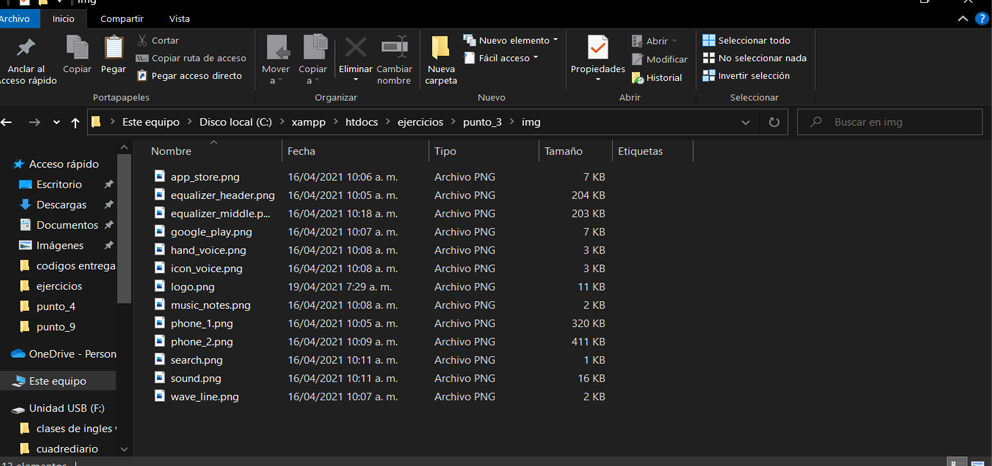 img
Archivo Inicio Compartir Vista
Anclar al Acceso rápido
Copiar
Pegar
Cortar
Copiar ruta de acceso
Pegar acceso directo
Portapapeles
Mover a
Copiar a
Eliminar
Cambiar nombre
Organizar
Nueva carpeta
Nuevo elemento
Fácil acceso
Nuevo
Propiedades
Abrir
Modificar
Historial
Abrir
Seleccionar todo
No seleccionar nada
Invertir selección
Seleccionar
Este equipo > Disco local (C:) > xampp > htdocs > ejercicios > punto_3 > img
Buscar en img
Acceso rápido
Escritorio
Descargas
Documentos
Imágenes
codigos entrega
ejercicios
punto_4
punto_9
OneDrive - Person
Este equipo
Unidad USB (F:)
clases de ingles v
cuadrediario
Nombre Fecha Tipo Tamaño Etiquetas
app_store.png 16/04/2021 10:06 a. m. Archivo PNG 7 KB
equalizer_header.png 16/04/2021 10:05 a. m. Archivo PNG 204 KB
equalizer_middle.p... 16/04/2021 10:18 a. m. Archivo PNG 203 KB
google_play.png 16/04/2021 10:07 a. m. Archivo PNG 7 KB
hand_voice.png 16/04/2021 10:08 a. m. Archivo PNG 3 KB
icon_voice.png 16/04/2021 10:08 a. m. Archivo PNG 3 KB
logo.png 19/04/2021 7:29 a. m. Archivo PNG 11 KB
music_notes.png 16/04/2021 10:08 a. m. Archivo PNG 2 KB
phone_1.png 16/04/2021 10:05 a. m. Archivo PNG 320 KB
phone_2.png 16/04/2021 10:09 a. m. Archivo PNG 411 KB
search.png 16/04/2021 10:11 a. m. Archivo PNG 1 KB
sound.png 16/04/2021 10:11 a. m. Archivo PNG 16 KB
wave_line.png 16/04/2021 10:07 a. m. Archivo PNG 2 KB
13 elementos